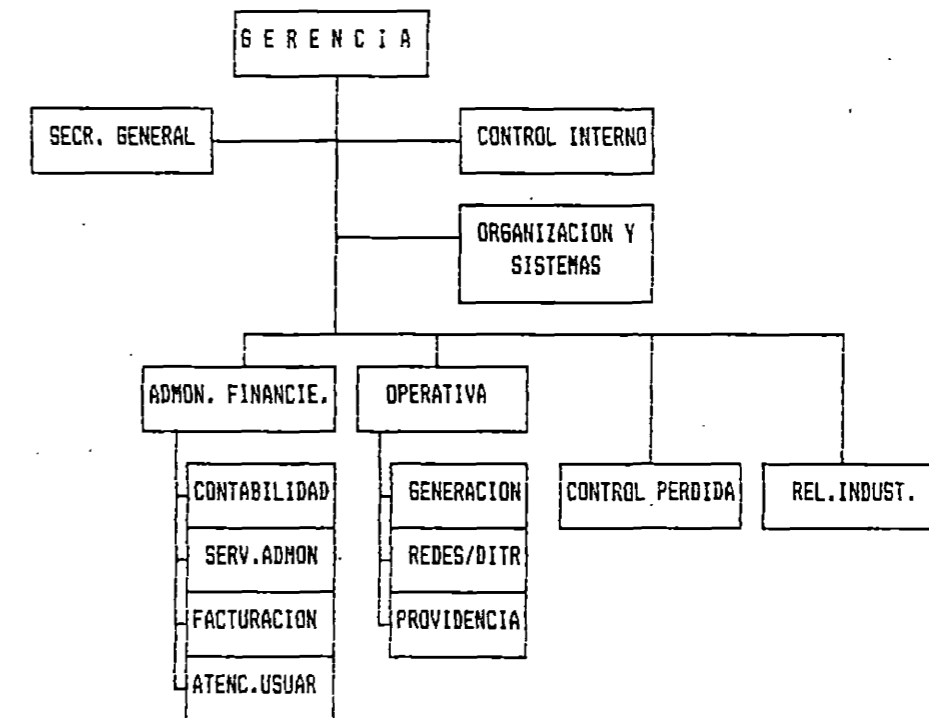 GERENCIA
SECR. GENERAL
CONTROL INTERNO
ORGANIZACION Y
SISTEMAS
ADMON. FINANCIE.
OPERATIVA
CONTABILIDAD
GENERACION
CONTROL PERDIDA
REL.INDUST.
SERV.ADMON
REDES/DITR
FACTURACION
PROVIDENCIA
ATENC.USUAR